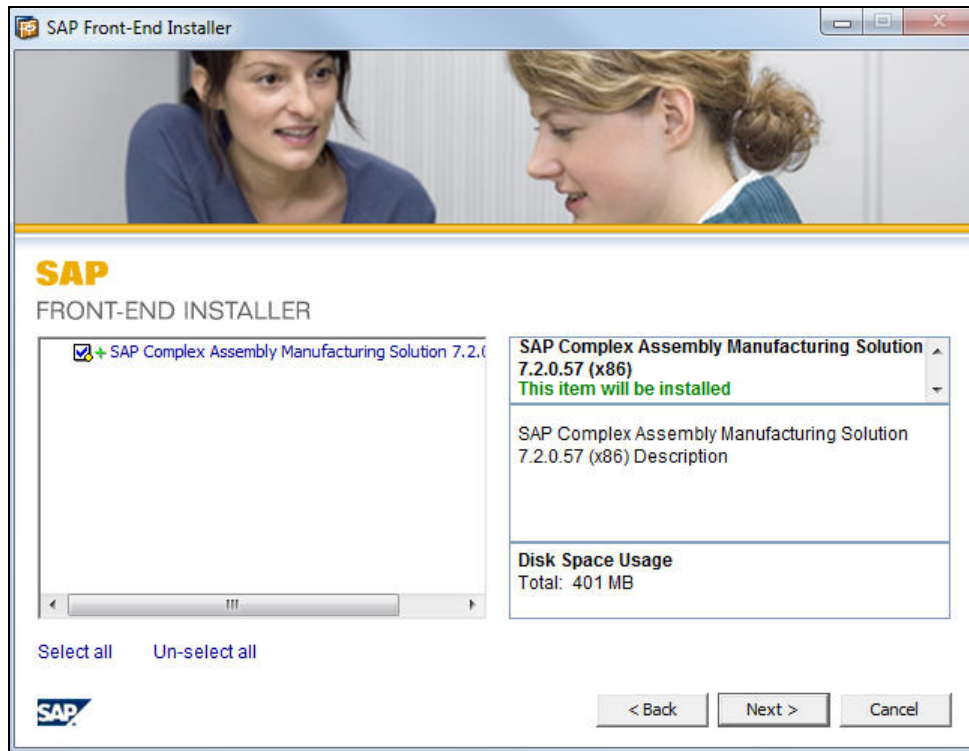 SAP Front-End Installer
SAP
FRONT-END INSTALLER
SAP Complex Assembly Manufacturing Solution 7.2.0
SAP Complex Assembly Manufacturing Solution
7.2.0.57 (x86)
This item will be installed
SAP Complex Assembly Manufacturing Solution
7.2.0.57 (x86) Description
Disk Space Usage
Total: 401 MB
Select all Un-select all
SAP
< Back Next > Cancel